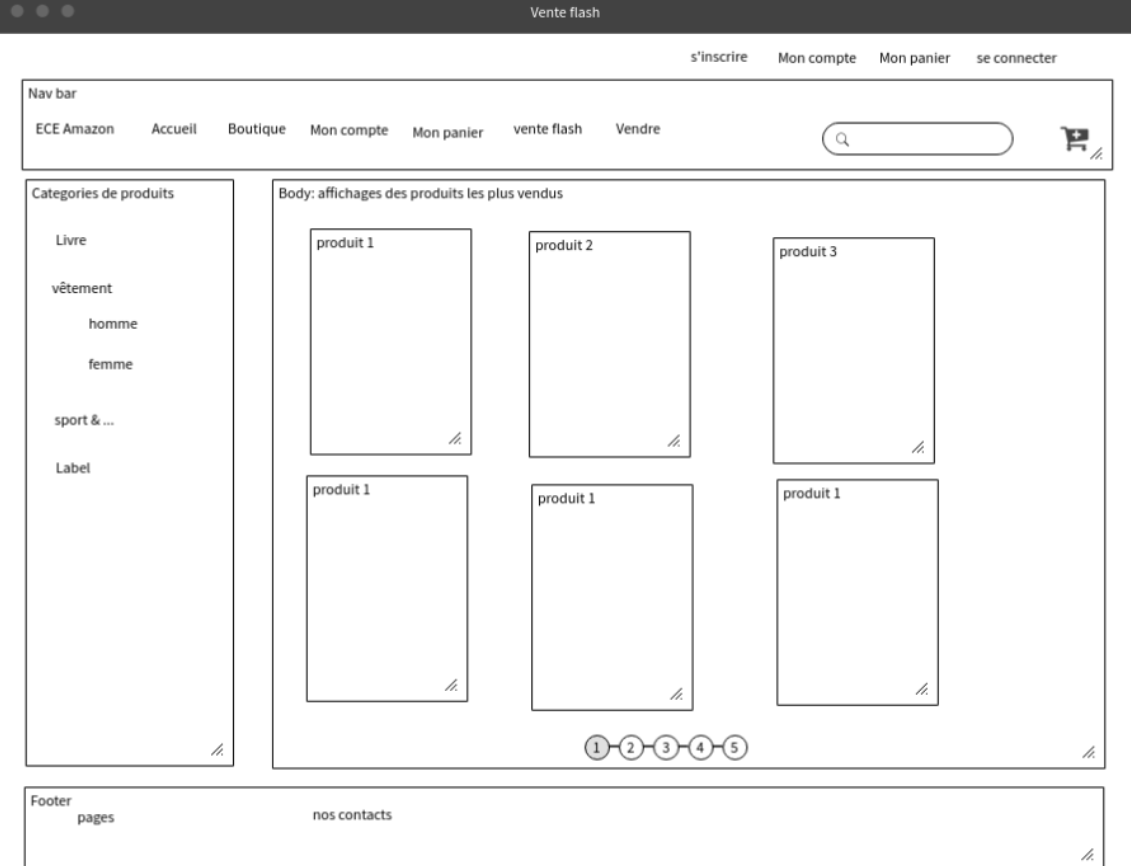 Vente flash
s'inscrire Mon compte Mon panier se connecter
Nav bar
ECE Amazon Accueil Boutique Mon compte Mon panier vente flash Vendre
Categories de produits
Livre
vêtement
homme
femme
sport & ...
Label
Body: affichages des produits les plus vendus
produit 1 produit 2 produit 3
produit 1 produit 1 produit 1
1 2 3 4 5
Footer
pages nos contacts